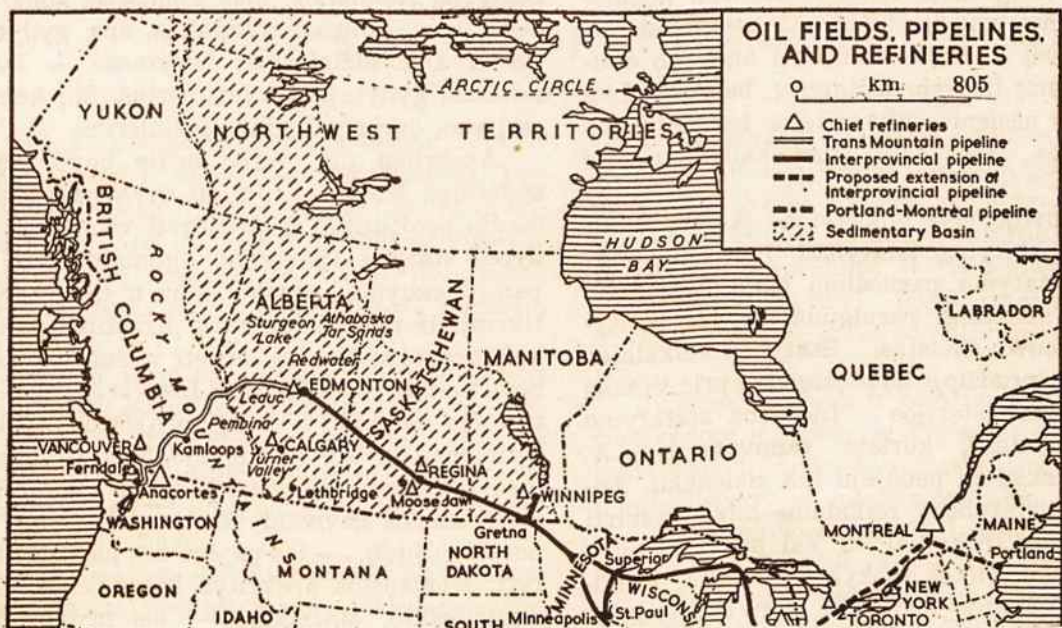 OIL FIELDS, PIPELINES,
AND REFINERIES
0 km 805
Chief refineries
Trans Mountain pipeline
Interprovincial pipeline
Proposed extension of
Interprovincial pipeline
Portland-Montréal pipeline
Sedimentary Basin
ARCTIC CIRCLE
YUKON
NORTHWEST TERRITORIES
BRITISH COLUMBIA
ROCKY MOUNTAINS
HUDSON
BAY
LABRADOR
ALBERTA
Sturgeon Lake
Athabaska
Tar Sands
SASKATCHEWAN
MANITOBA
QUEBEC
Redwater
EDMONTON
Leduc
Pembina
ONTARIO
VANCOUVER
Kamloops
CALGARY
Turner
Valley
Ferndale
REGINA
Moose Jaw
WINNIPEG
Anacortes
Lethbridge
WASHINGTON
Gretna
MONTREAL
MAINE
Portland
OREGON
IDAHO
MONTANA
NORTH
DAKOTA
MINNESOTA
Superior
WISCONSI
Minneapolis
St.Paul
SOUTH
NEW
YORK
TORONTO